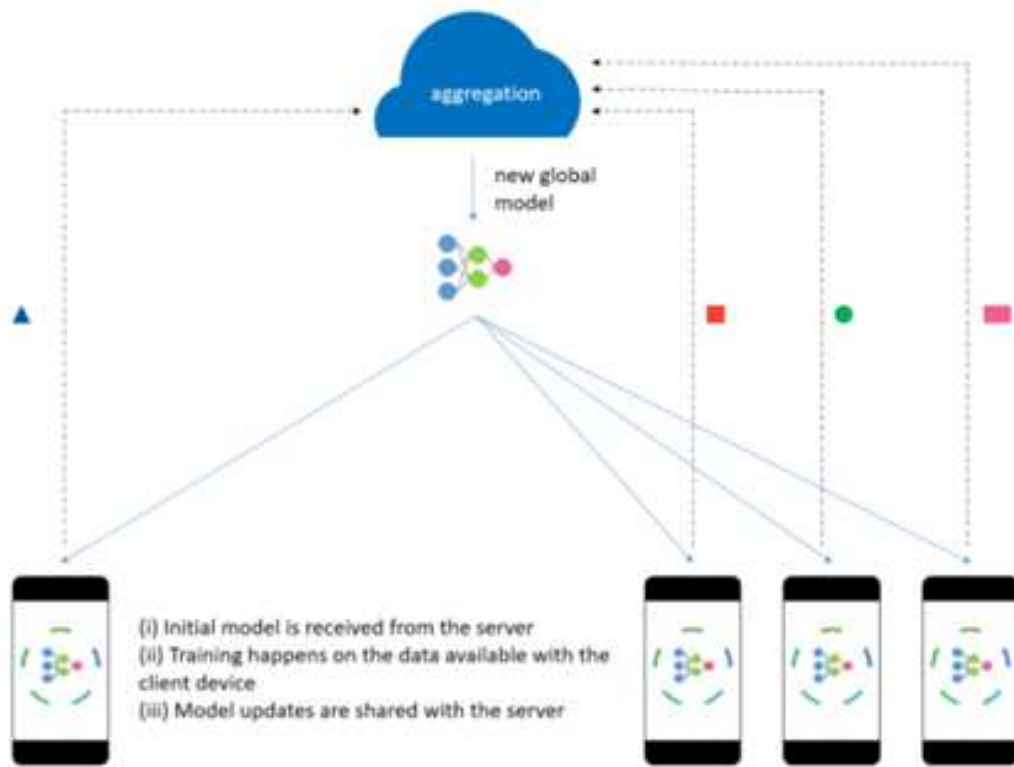 aggregation
new global
model
(i) Initial model is received from the server
(ii) Training happens on the data available with the
client device
(iii) Model updates are shared with the server